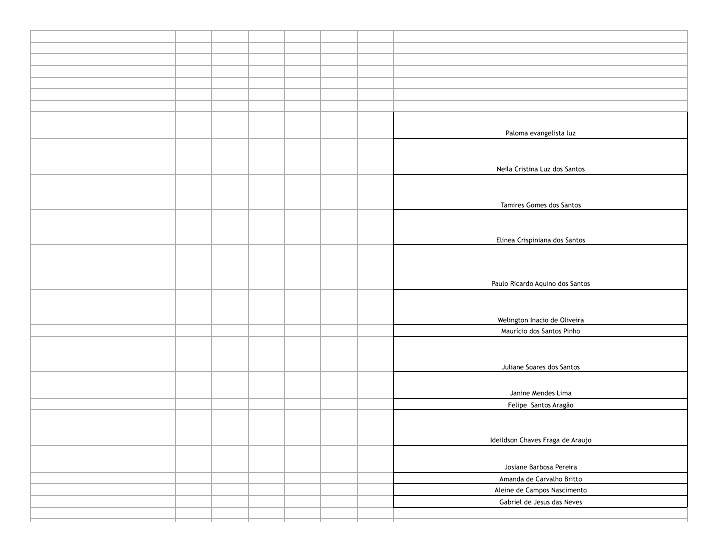 Paloma evangelista luz
Neila Cristina Luz dos Santos
Tamires Gomes dos Santos
Elinea Crispiniana dos Santos
Paulo Ricardo Aquino dos Santos
Welington Inacio de Oliveira
Maurício dos Santos Pinho
Juliane Soares dos Santos
Janine Mendes Lima
Felipe Santos Aragão
Ideildson Chaves Fraga de Araujo
Josiane Barbosa Pereira
Amanda de Carvalho Britto
Aleine de Campos Nascimento
Gabriel de Jesus das Neves